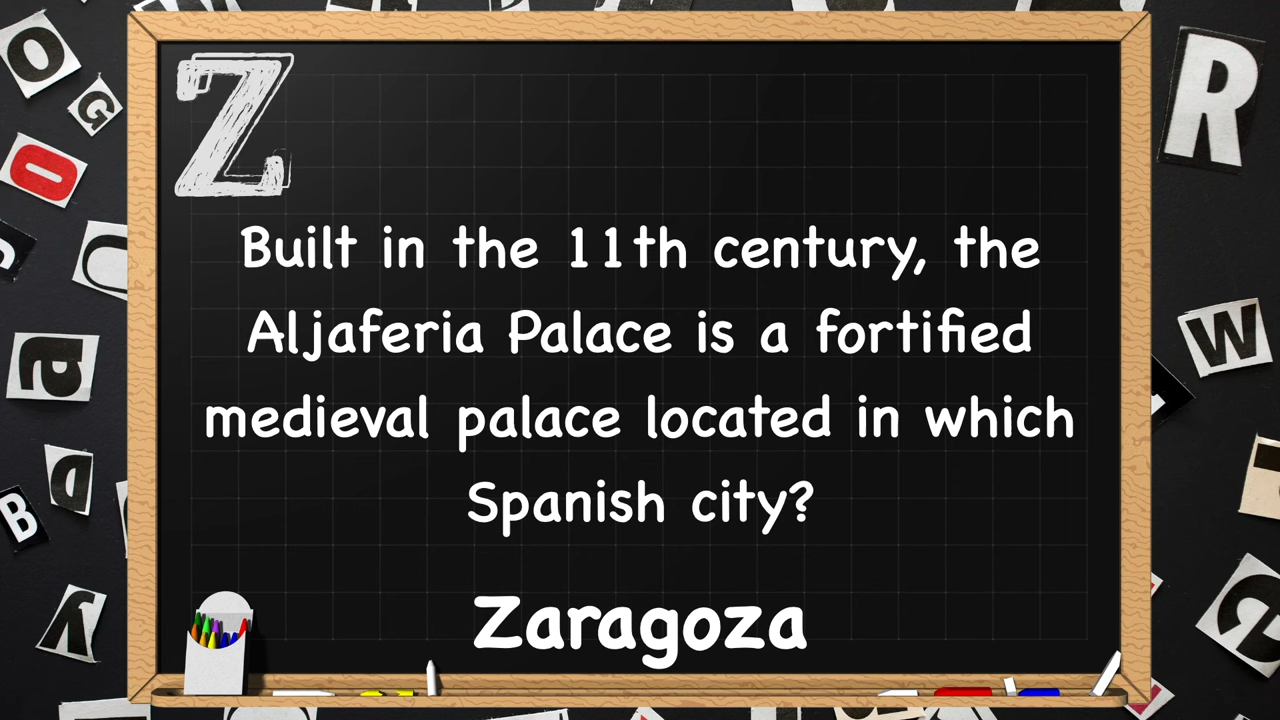 Z
Built in the 11th century, the
Aljaferia Palace is a fortified
medieval palace located in which
Spanish city?
Zaragoza
O
G
O
a
D
B
R
W